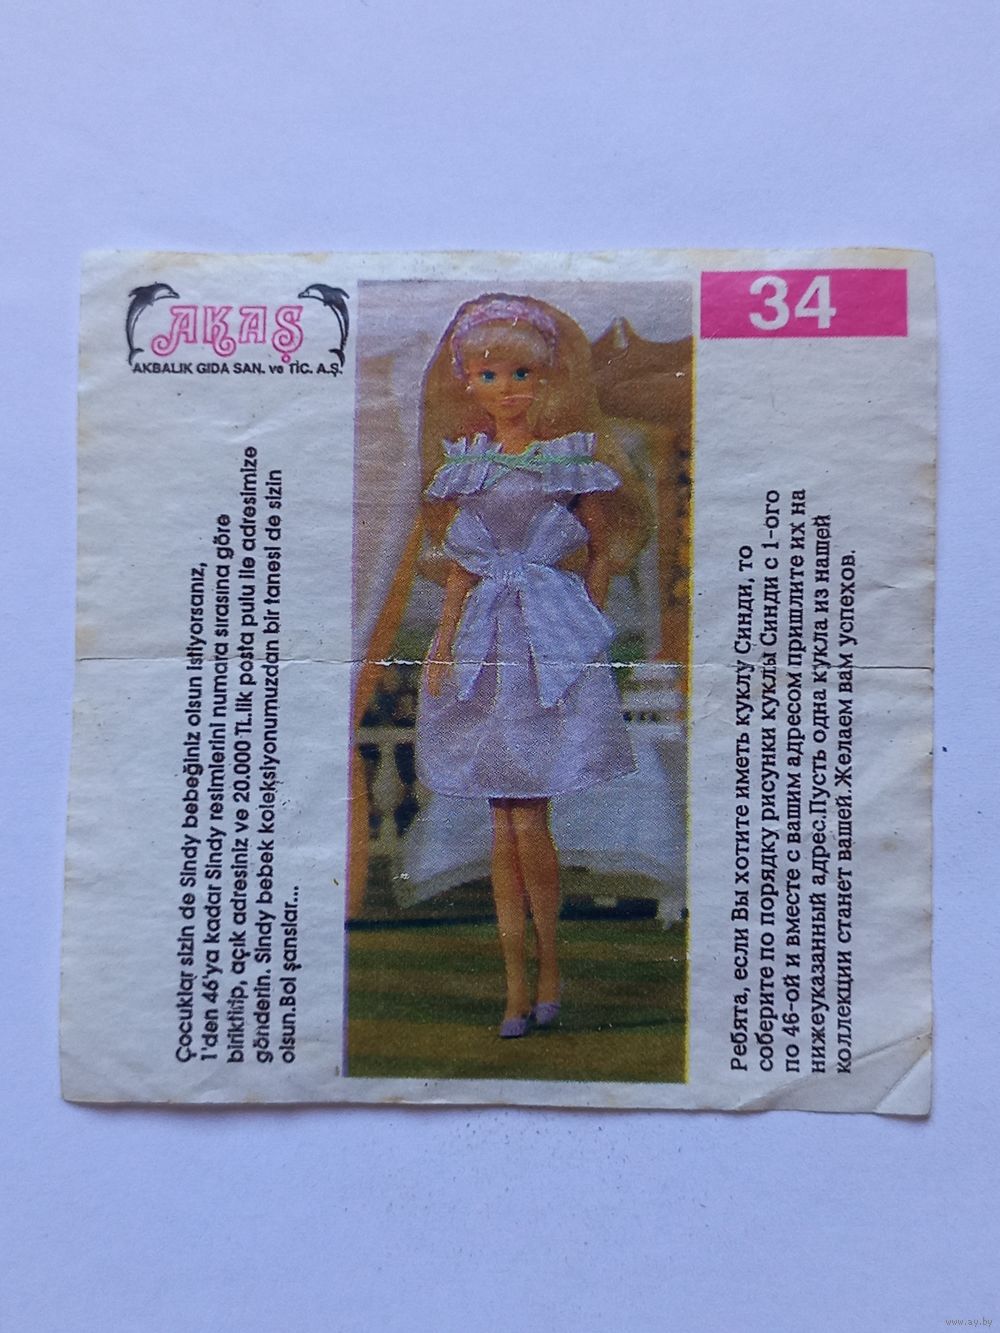 AKAŞ
AKBALIK GIDA SAN. ve TİC. A.Ş.
34
Çocuklar sizin de Sindy bebeğiniz olsun istiyorsanız,
1'den 46'ya kadar Sindy resimlerini numara sırasına göre
biriktirip, açık adresiniz ve 20.000 TL.lik posta pulu ile adresimize
gönderin. Sindy bebek koleksiyonumuzdan bir tanesi de sizin
olsun.Bol şanslar...
Ребята, если Вы хотите иметь куклу Синди, то
соберите по порядку рисунки куклы Синди с 1-ого
по 46-ой и вместе с вашим адресом пришлите их на
нижеуказанный адрес.Пусть одна кукла из нашей
коллекции станет вашей.Желаем вам успехов.
www.ay.by